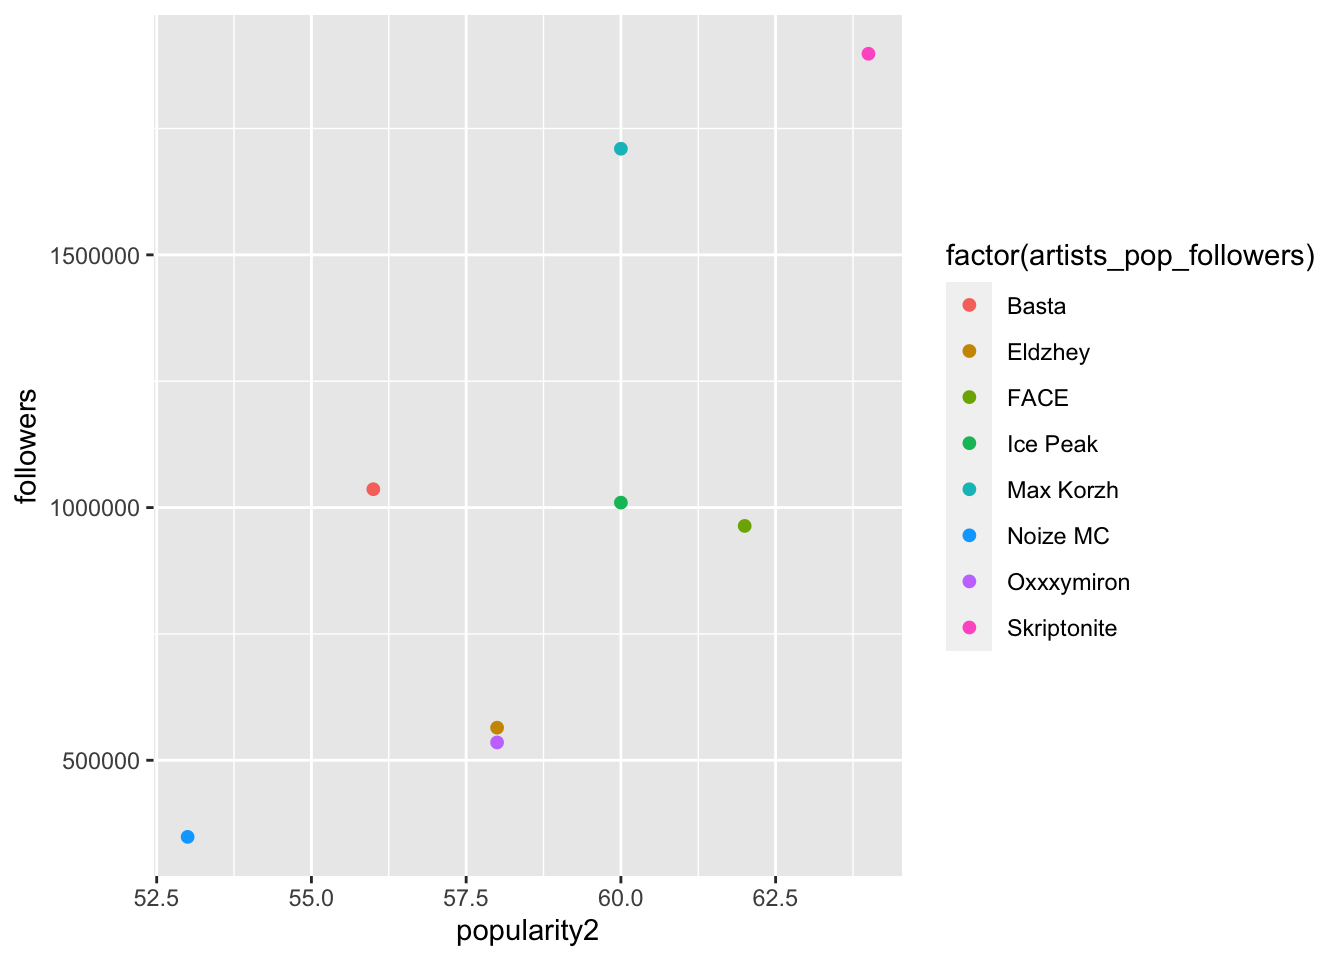 followers
1500000
1000000
500000
52.5
55.0
57.5
60.0
62.5
popularity2
factor(artists_pop_followers)
Basta
Eldzhey
FACE
Ice Peak
Max Korzh
Noize MC
Oxxxymiron
Skriptonite